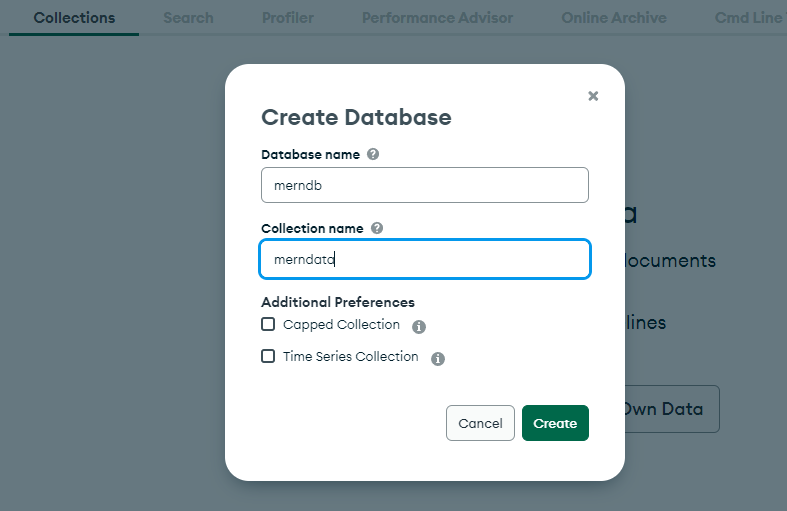 Collections Search Profiler Performance Advisor Online Archive Cmd Line
Create Database
Database name
merndb
Collection name
merndata
Additional Preferences
Capped Collection
Time Series Collection
Cancel Create
a
documents
lines
Own Data